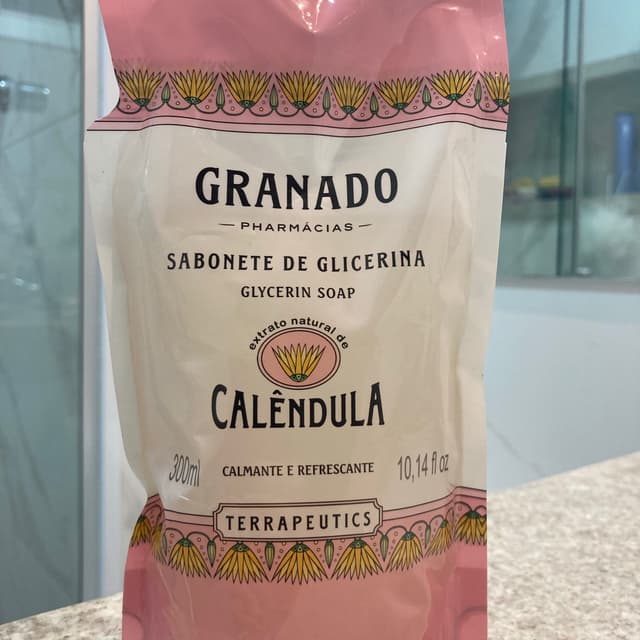 GRANADO
— PHARMÁCIAS —
SABONETE DE GLICERINA
GLYCERIN SOAP
extrato natural de
CALÊNDULA
300ml CALMANTE E REFRESCANTE 10,14 fl oz
TERRAPEUTICS